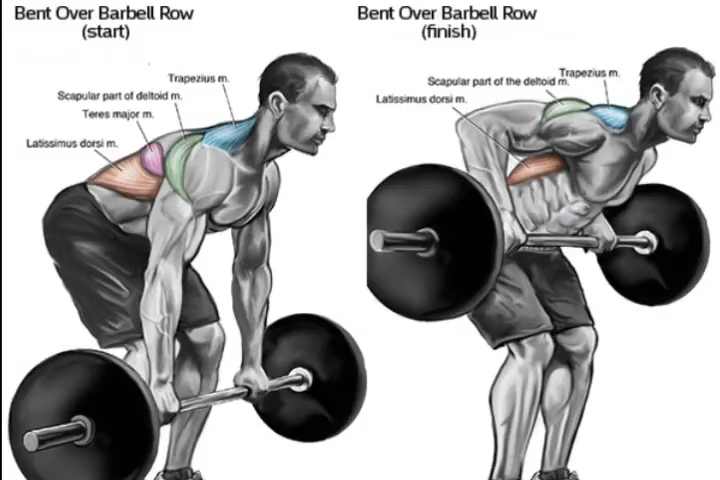 Bent Over Barbell Row
(start)
Trapezius m.
Scapular part of deltoid m.
Teres major m.
Latissimus dorsi m.
Bent Over Barbell Row
(finish)
Trapezius m.
Scapular part of the deltoid m.
Latissimus dorsi m.